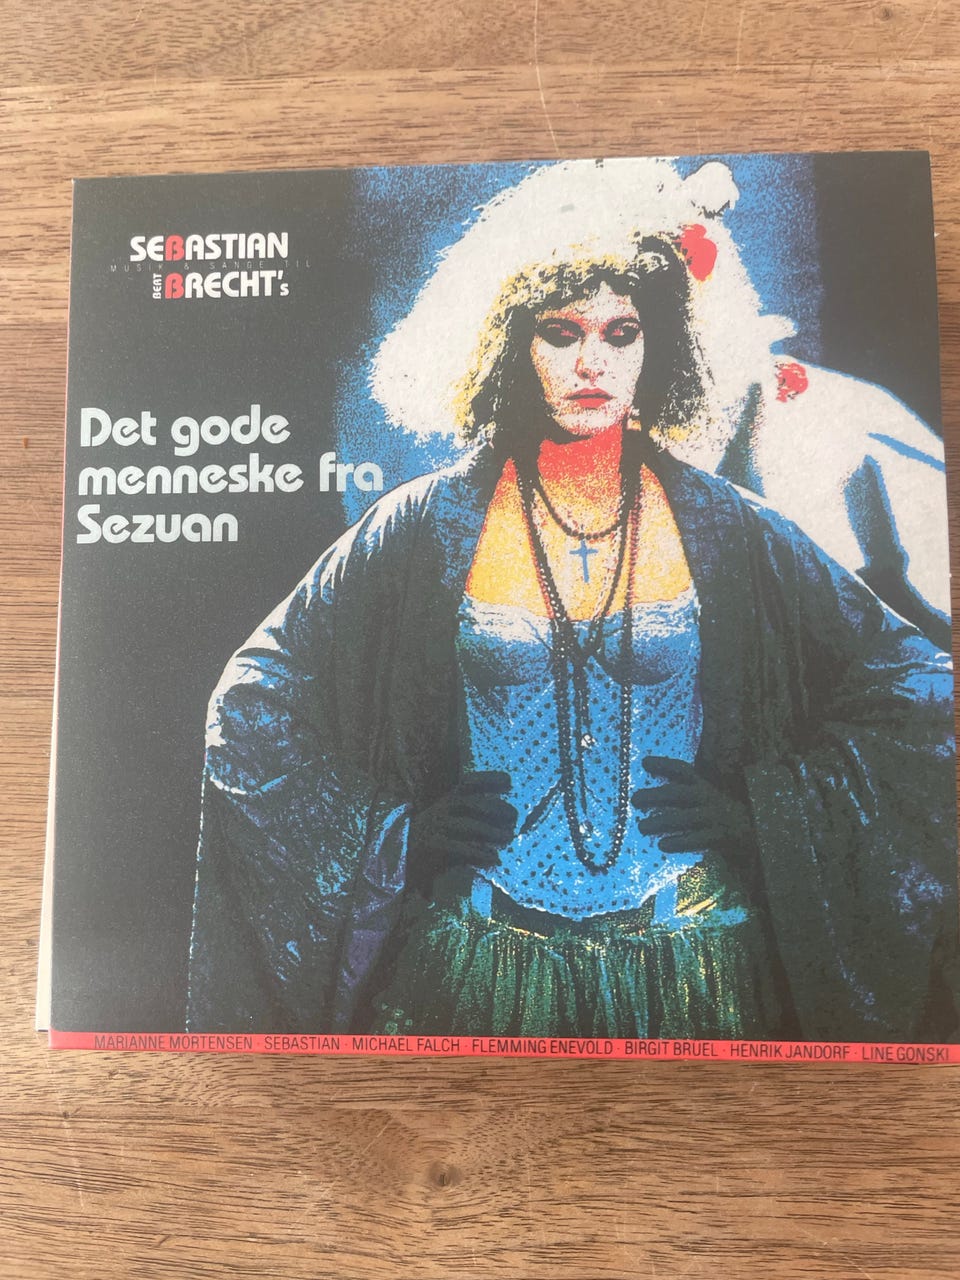 SEBASTIAN
MUSIK & SANGE TIL
BERT BRECHT's
Det gode
menneske fra
Sezuan
MARIANNE MORTENSEN · SEBASTIAN · MICHAEL FALCH · FLEMMING ENEVOLD · BIRGIT BRUEL · HENRIK JANDORF · LINE GONSKI